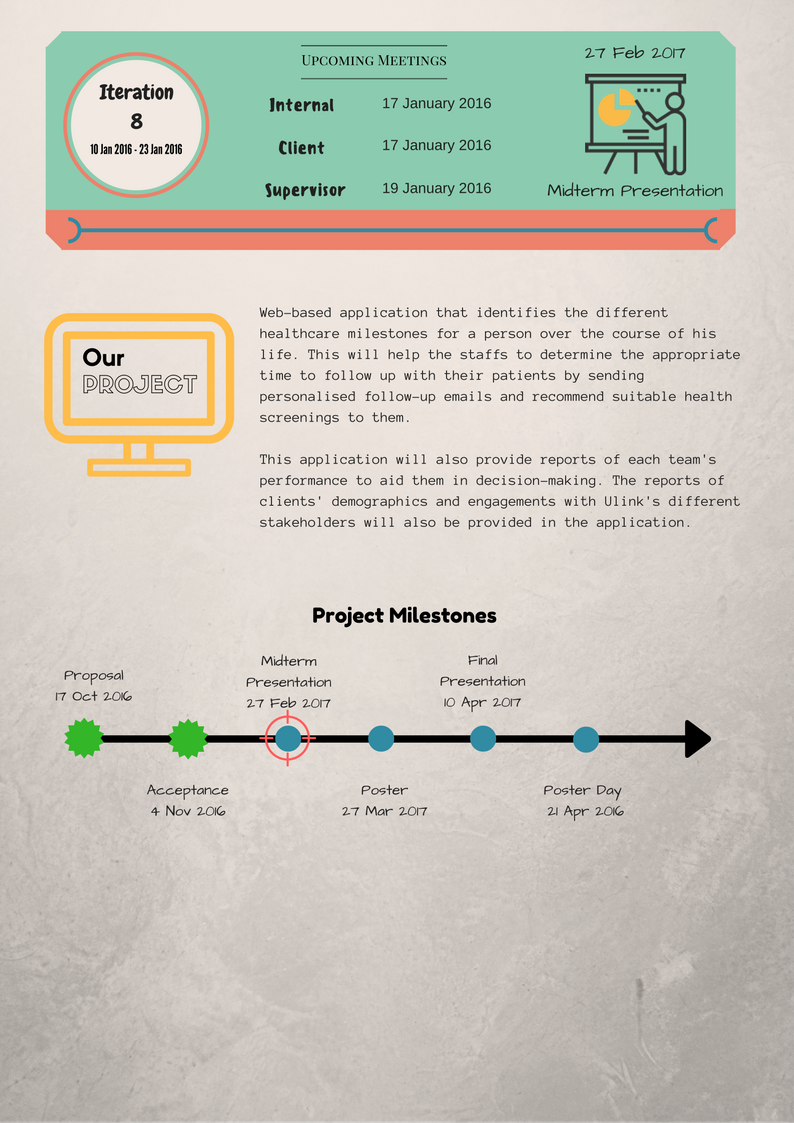 Iteration
8
10 Jan 2016 - 23 Jan 2016
Upcoming Meetings
Internal 17 January 2016
Client 17 January 2016
Supervisor 19 January 2016
27 Feb 2017
Midterm Presentation
Our
PROJECT
Web-based application that identifies the different
healthcare milestones for a person over the course of his
life. This will help the staffs to determine the appropriate
time to follow up with their patients by sending
personalised follow-up emails and recommend suitable health
screenings to them.
This application will also provide reports of each team's
performance to aid them in decision-making. The reports of
clients' demographics and engagements with Ulink's different
stakeholders will also be provided in the application.
Project Milestones
Proposal
17 Oct 2016
Midterm
Presentation
27 Feb 2017
Final
Presentation
10 Apr 2017
Acceptance
4 Nov 2016
Poster
27 Mar 2017
Poster Day
21 Apr 2016